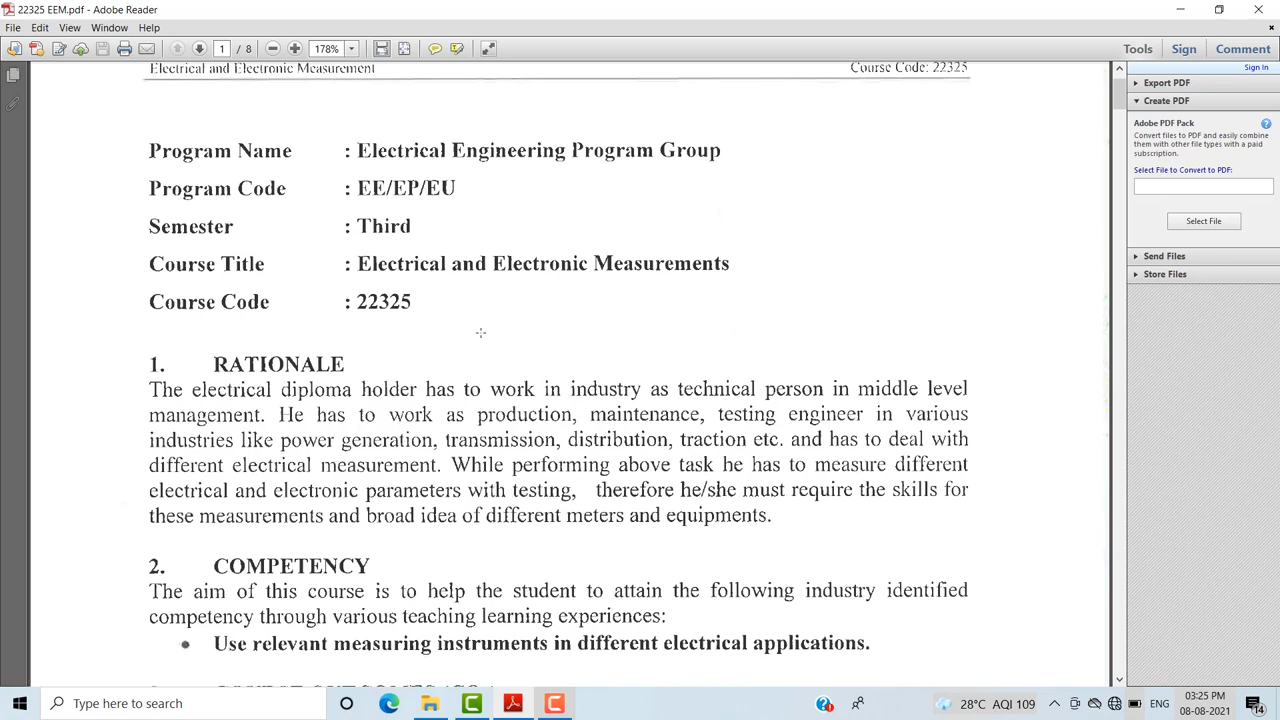 22325 EEM.pdf - Adobe Reader
File Edit View Window Help
1 / 8 178% Tools Sign Comment
Electrical and Electronic Measurement Course Code: 22325
Sign In
Export PDF
Create PDF
Adobe PDF Pack
Convert files to PDF and easily combine
them with other file types with a paid
subscription.
Select File to Convert to PDF:
Select File
Send Files
Store Files
Program Name : Electrical Engineering Program Group
Program Code : EE/EP/EU
Semester : Third
Course Title : Electrical and Electronic Measurements
Course Code : 22325
1. RATIONALE
The electrical diploma holder has to work in industry as technical person in middle level
management. He has to work as production, maintenance, testing engineer in various
industries like power generation, transmission, distribution, traction etc. and has to deal with
different electrical measurement. While performing above task he has to measure different
electrical and electronic parameters with testing, therefore he/she must require the skills for
these measurements and broad idea of different meters and equipments.
2. COMPETENCY
The aim of this course is to help the student to attain the following industry identified
competency through various teaching learning experiences:
• Use relevant measuring instruments in different electrical applications.
Type here to search
28°C AQI 109 ENG 03:25 PM
08-08-2021 14